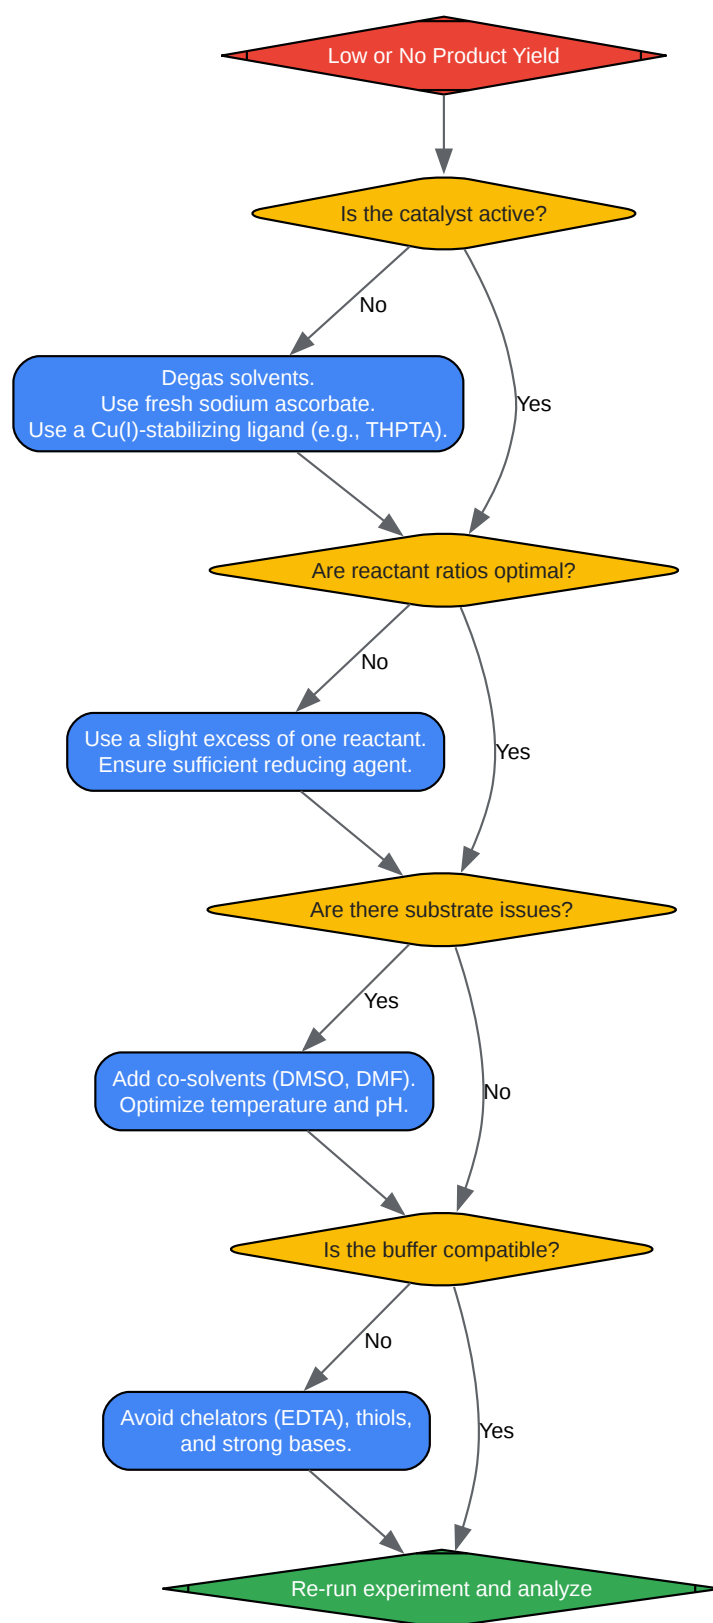 Low or No Product Yield
Is the catalyst active?
No
Degas solvents.
Use fresh sodium ascorbate.
Use a Cu(I)-stabilizing ligand (e.g., THPTA).
Yes
Are reactant ratios optimal?
No
Use a slight excess of one reactant.
Ensure sufficient reducing agent.
Yes
Are there substrate issues?
Yes
Add co-solvents (DMSO, DMF).
Optimize temperature and pH.
No
Is the buffer compatible?
No
Avoid chelators (EDTA), thiols,
and strong bases.
Yes
Re-run experiment and analyze